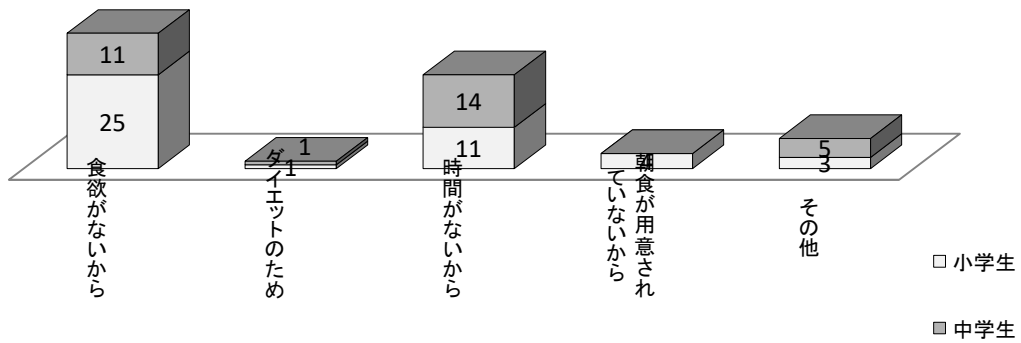 11
25
1
1
14
11
4
5
3
食欲がないから
ダイエットのため
時間がないから
朝食が用意され
ていないから
その他
小学生
中学生